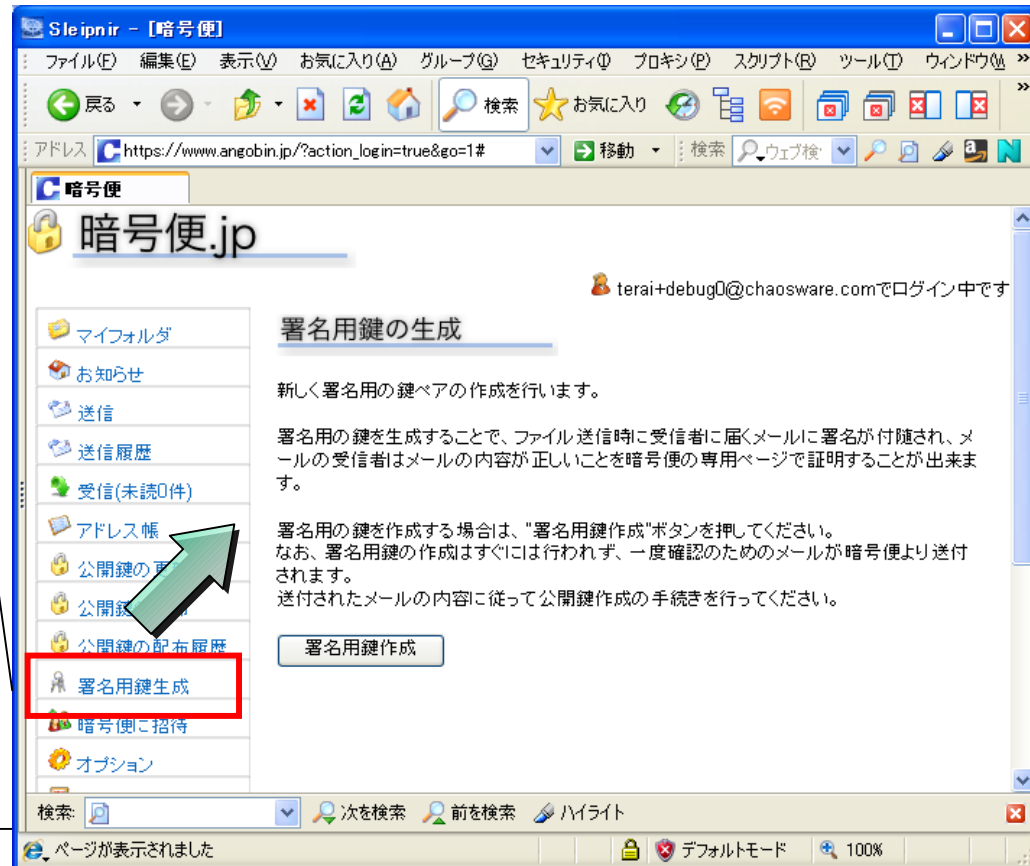 Sleipnir - [暗号便]
ファイル(F) 編集(E) 表示(V) お気に入り(A) グループ(G) セキュリティ(I) プロキシ(P) スクリプト(R) ツール(T) ウィンドウ(W »
戻る 検索 お気に入り »
アドレス https://www.angobin.jp/?action_login=true&go=1# 移動 検索 ウェブ検
暗号便
暗号便.jp
terai+debug0@chaosware.comでログイン中です
マイフォルダ
お知らせ
送信
送信履歴
受信(未読0件)
アドレス帳
公開鍵の
公開鍵
公開鍵の配布履歴
署名用鍵生成
暗号便に招待
オプション
署名用鍵の生成
新しく署名用の鍵ペアの作成を行います。
署名用の鍵を生成することで、ファイル送信時に受信者に届くメールに署名が付随され、メ
ールの受信者はメールの内容が正しいことを暗号便の専用ページで証明することが出来ま
す。
署名用の鍵を作成する場合は、"署名用鍵作成"ボタンを押してください。
なお、署名用鍵の作成はすぐには行われず、一度確認のためのメールが暗号便より送付
されます。
送付されたメールの内容に従って公開鍵作成の手続きを行ってください。
署名用鍵作成
検索: 次を検索 前を検索 ハイライト
ページが表示されました デフォルトモード 100%